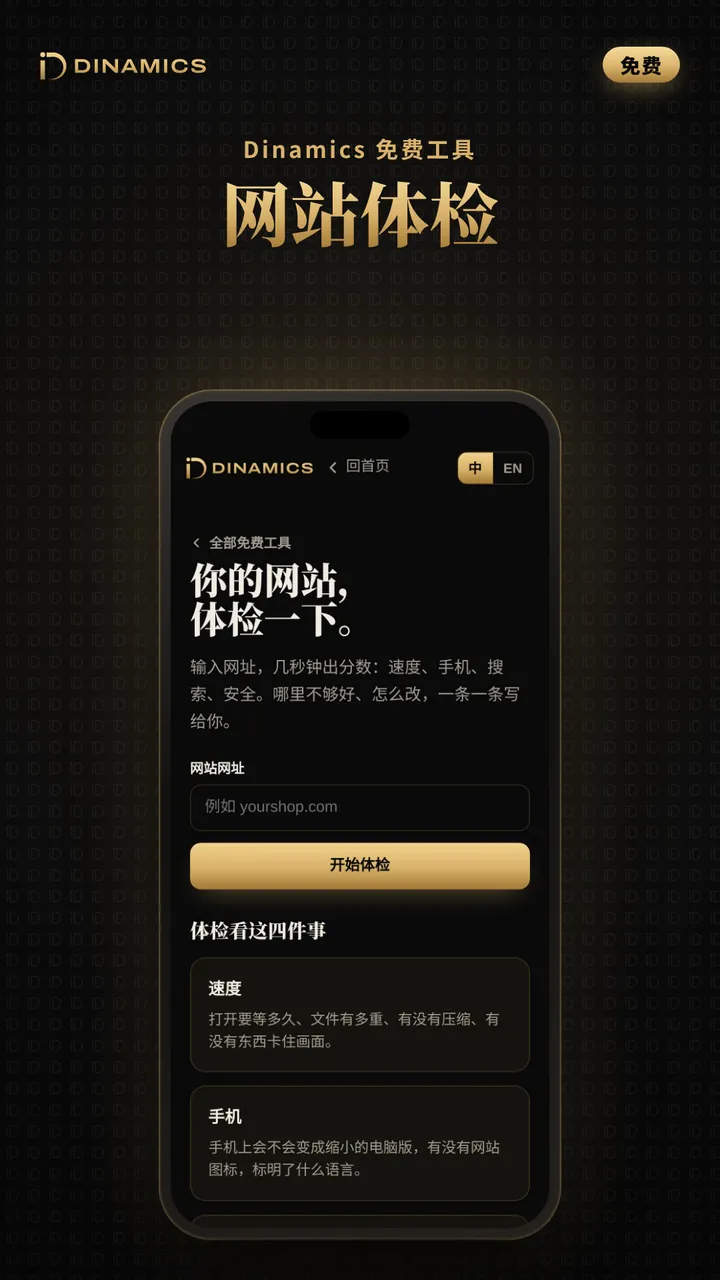 DINAMICS
免费
Dinamics 免费工具
网站体检
DINAMICS
回首页
中
EN
全部免费工具
你的网站,
体检一下。
输入网址，几秒钟出分数：速度、手机、搜
索、安全。哪里不够好、怎么改，一条一条写
给你。
网站网址
例如 yourshop.com
开始体检
体检看这四件事
速度
打开要等多久、文件有多重、有没有压缩、有
没有东西卡住画面。
手机
手机上会不会变成缩小的电脑版，有没有网站
图标，标明了什么语言。